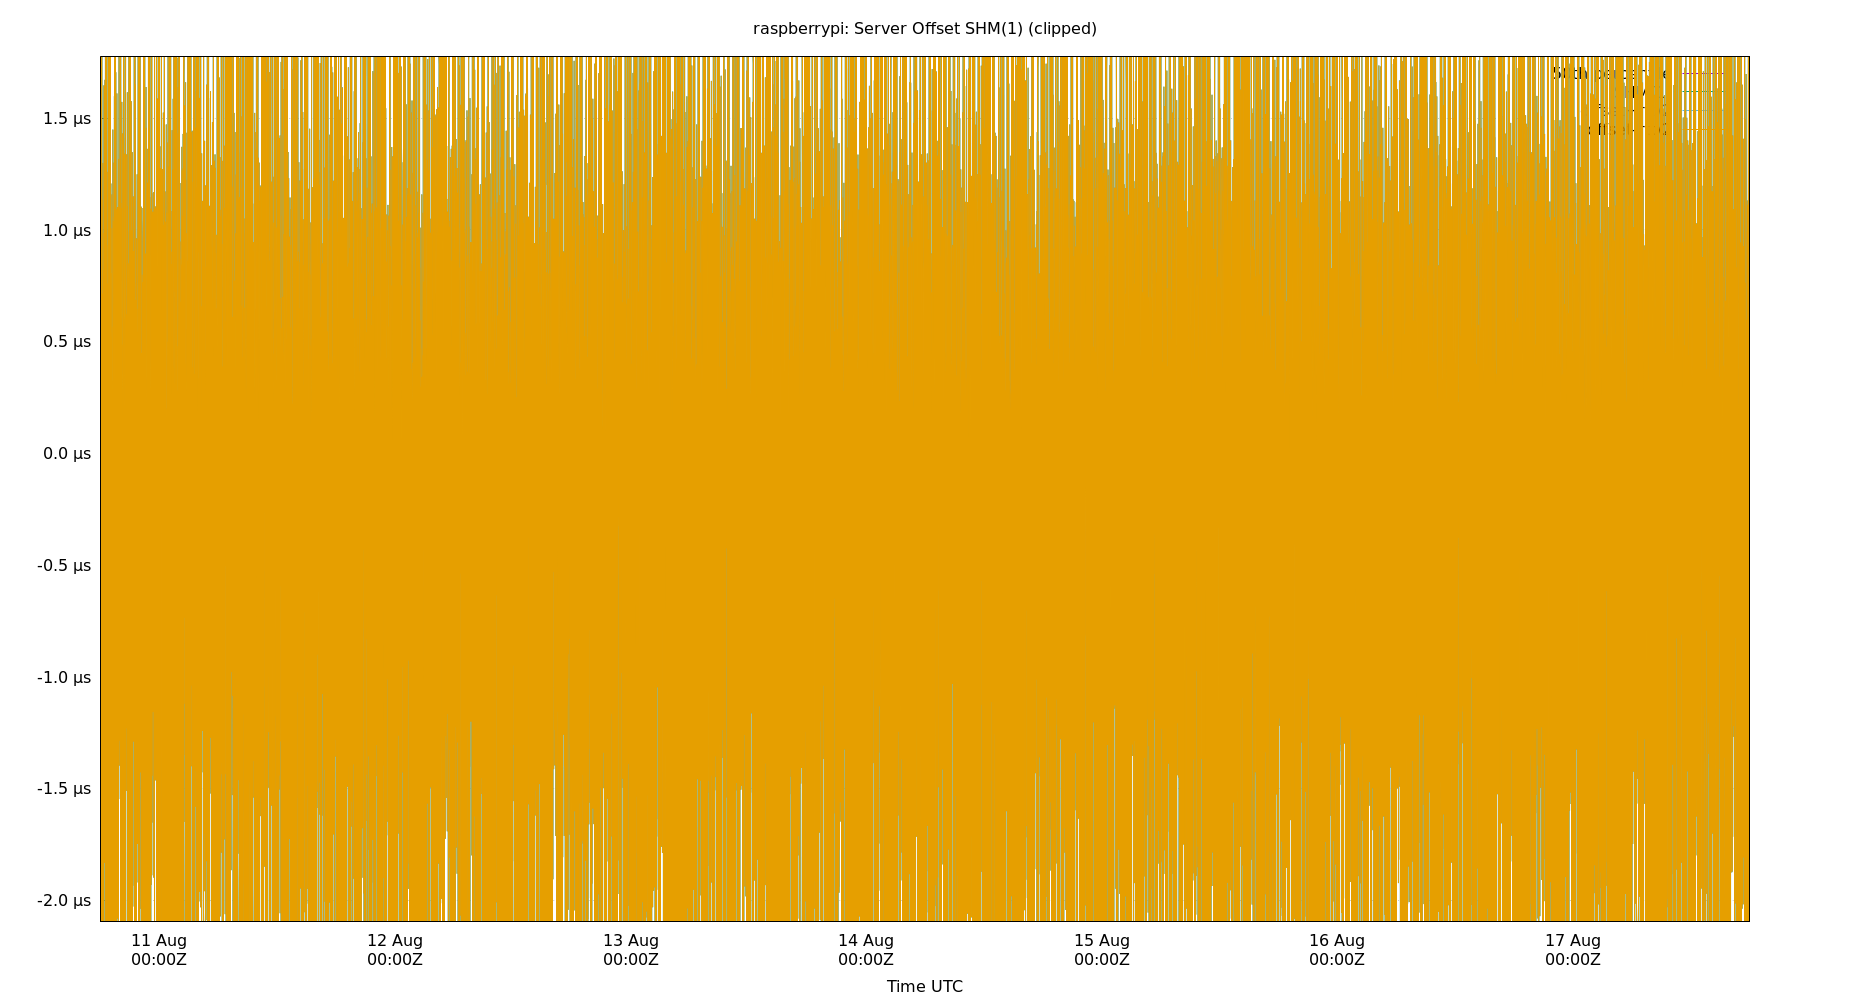 raspberrypi: Server Offset SHM(1) (clipped)
1.5 µs
1.0 µs
0.5 µs
0.0 µs
-0.5 µs
-1.0 µs
-1.5 µs
-2.0 µs
11 Aug 12 Aug 13 Aug 14 Aug 15 Aug 16 Aug 17 Aug
00:00Z 00:00Z 00:00Z 00:00Z 00:00Z 00:00Z 00:00Z
Time UTC